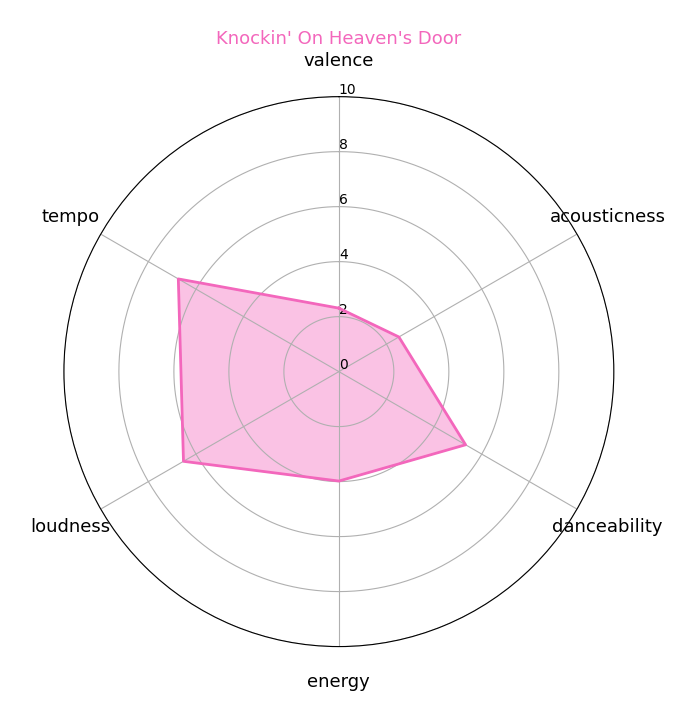 Knockin' On Heaven's Door
valence
10
8
6
4
2
0
tempo
acousticness
loudness
danceability
energy